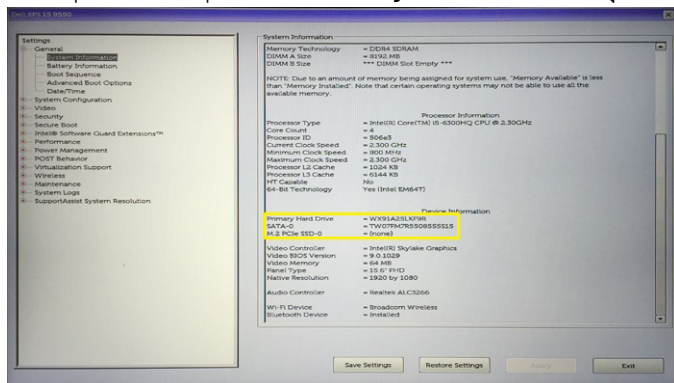 Dell XPS 15 9550
Settings
General
System Information
Battery Information
Boot Sequence
Advanced Boot Options
Date/Time
System Configuration
Video
Security
Secure Boot
Intel® Software Guard Extensions™
Performance
Power Management
POST Behavior
Virtualization Support
Wireless
Maintenance
System Logs
SupportAssist System Resolution
System Information
Memory Technology = DDR4 SDRAM
DIMM A Size = 8192 MB
DIMM B Size *** DIMM Slot Empty ***
NOTE: Due to an amount of memory being assigned for system use, "Memory Available" is less
than "Memory Installed". Note that certain operating systems may not be able to use all the
available memory.
Processor Information
Processor Type = Intel(R) Core(TM) i5-6300HQ CPU @ 2.30GHz
Core Count = 4
Processor ID = 506e3
Current Clock Speed = 2.300 GHz
Minimum Clock Speed = 800 MHz
Maximum Clock Speed = 2.300 GHz
Processor L2 Cache = 1024 KB
Processor L3 Cache = 6144 KB
HT Capable No
64-Bit Technology Yes (Intel EM64T)
Device Information
Primary Hard Drive = WX91A25LKP9R
SATA-0 = TW07FM7R5508555515
M.2 PCIe SSD-0 = (none)
Video Controller = Intel(R) Skylake Graphics
Video BIOS Version = 9.0.1029
Video Memory = 64 MB
Panel Type = 15.6" FHD
Native Resolution = 1920 by 1080
Audio Controller = Realtek ALC3266
Wi-Fi Device = Broadcom Wireless
Bluetooth Device = Installed
Save Settings
Restore Settings
Apply
Exit